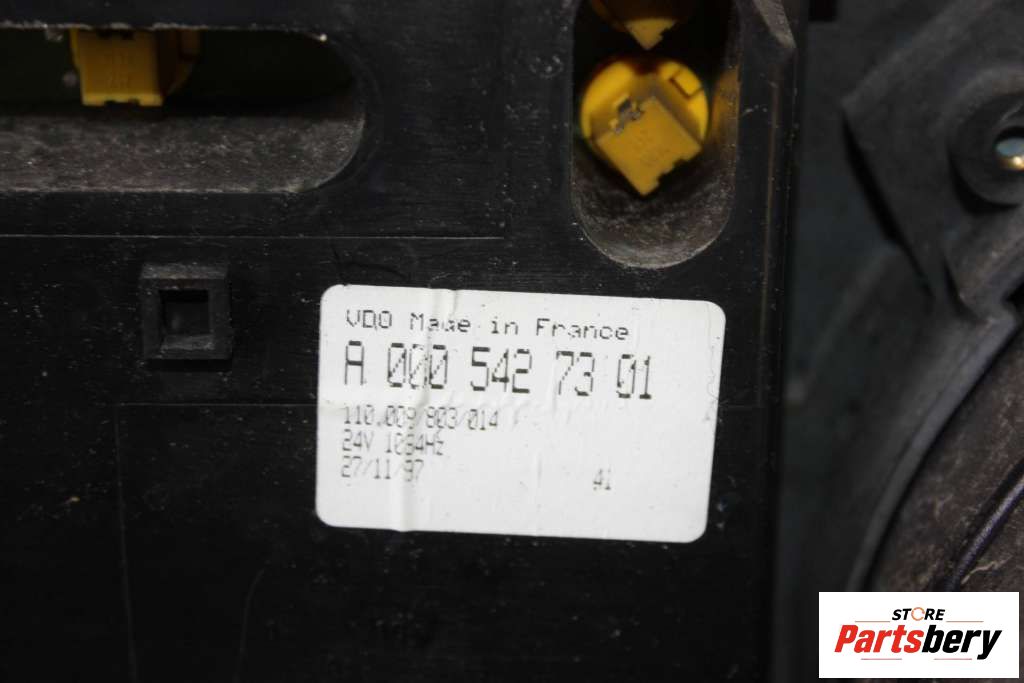 VDO Made in France
A 000 542 73 01
110.009/803/014
24V 1034Hz
27/11/97
41
STORE
Partsbery